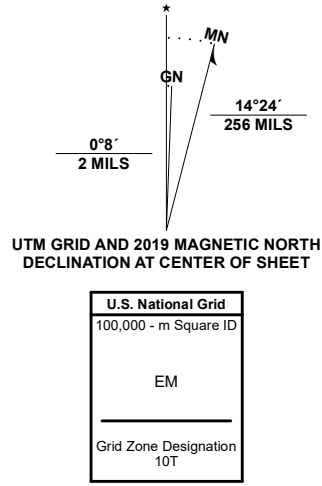 ★
MN
GN
14°24´
256 MILS
0°8´
2 MILS
UTM GRID AND 2019 MAGNETIC NORTH
DECLINATION AT CENTER OF SHEET
U.S. National Grid
100,000 - m Square ID
EM
Grid Zone Designation
10T